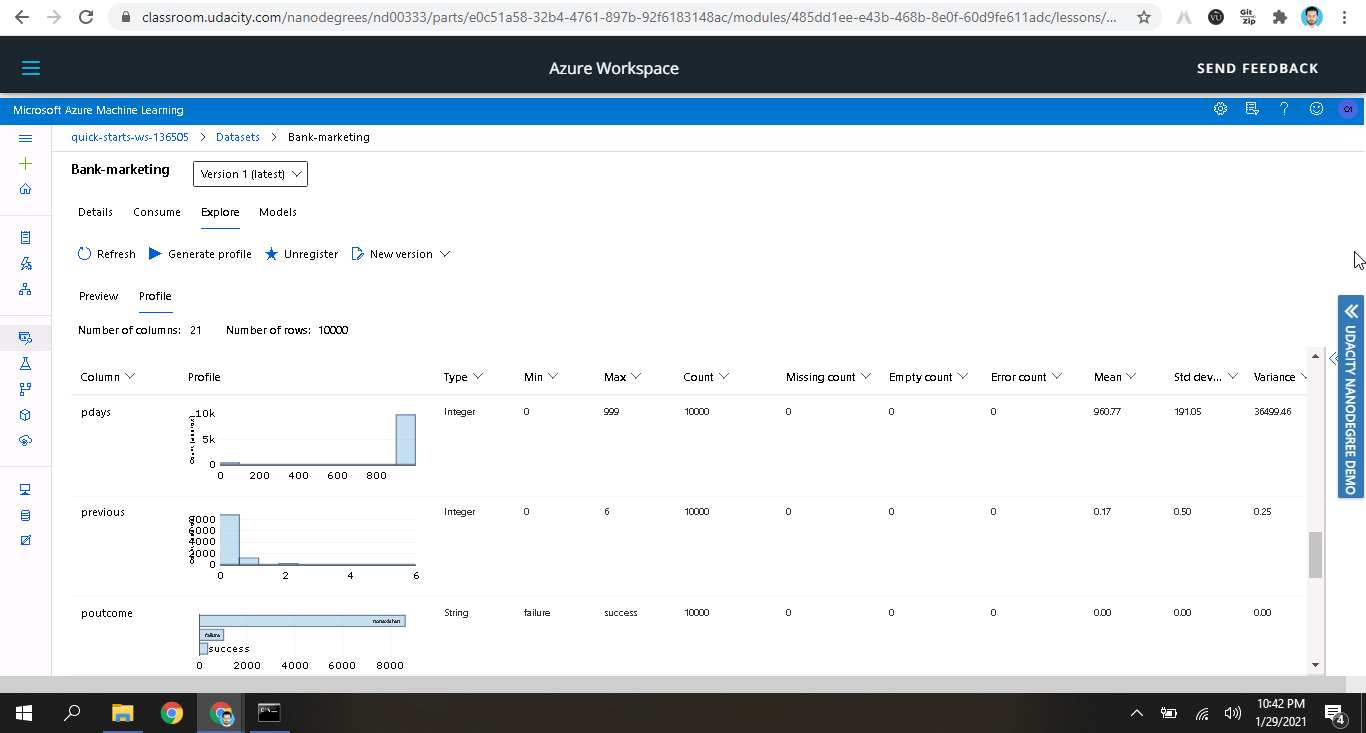 classroom.udacity.com/nanodegrees/nd00333/parts/e0c51a58-32b4-4761-897b-92f6183148ac/modules/485dd1ee-e43b-468b-8e0f-60d9fe611adc/lessons/...
Git Zip
Azure Workspace
SEND FEEDBACK
Microsoft Azure Machine Learning
quick-starts-ws-136505 > Datasets > Bank-marketing
Bank-marketing
Version 1 (latest)
Details Consume Explore Models
Refresh Generate profile Unregister New version
Preview Profile
Number of columns: 21 Number of rows: 10000
Column Profile Type Min Max Count Missing count Empty count Error count Mean Std dev... Variance
pdays Integer 0 999 10000 0 0 0 960.77 191.05 36499.46
10k
5k
0
0 200 400 600 800
previous Integer 0 6 10000 0 0 0 0.17 0.50 0.25
8000
6000
4000
2000
0
0 2 4 6
poutcome String failure success 10000 0 0 0 0.00 0.00 0.00
nonexistent
failure
success
0 2000 4000 6000 8000
UDACITY NANODEGREE DEMO
10:42 PM
1/29/2021
4